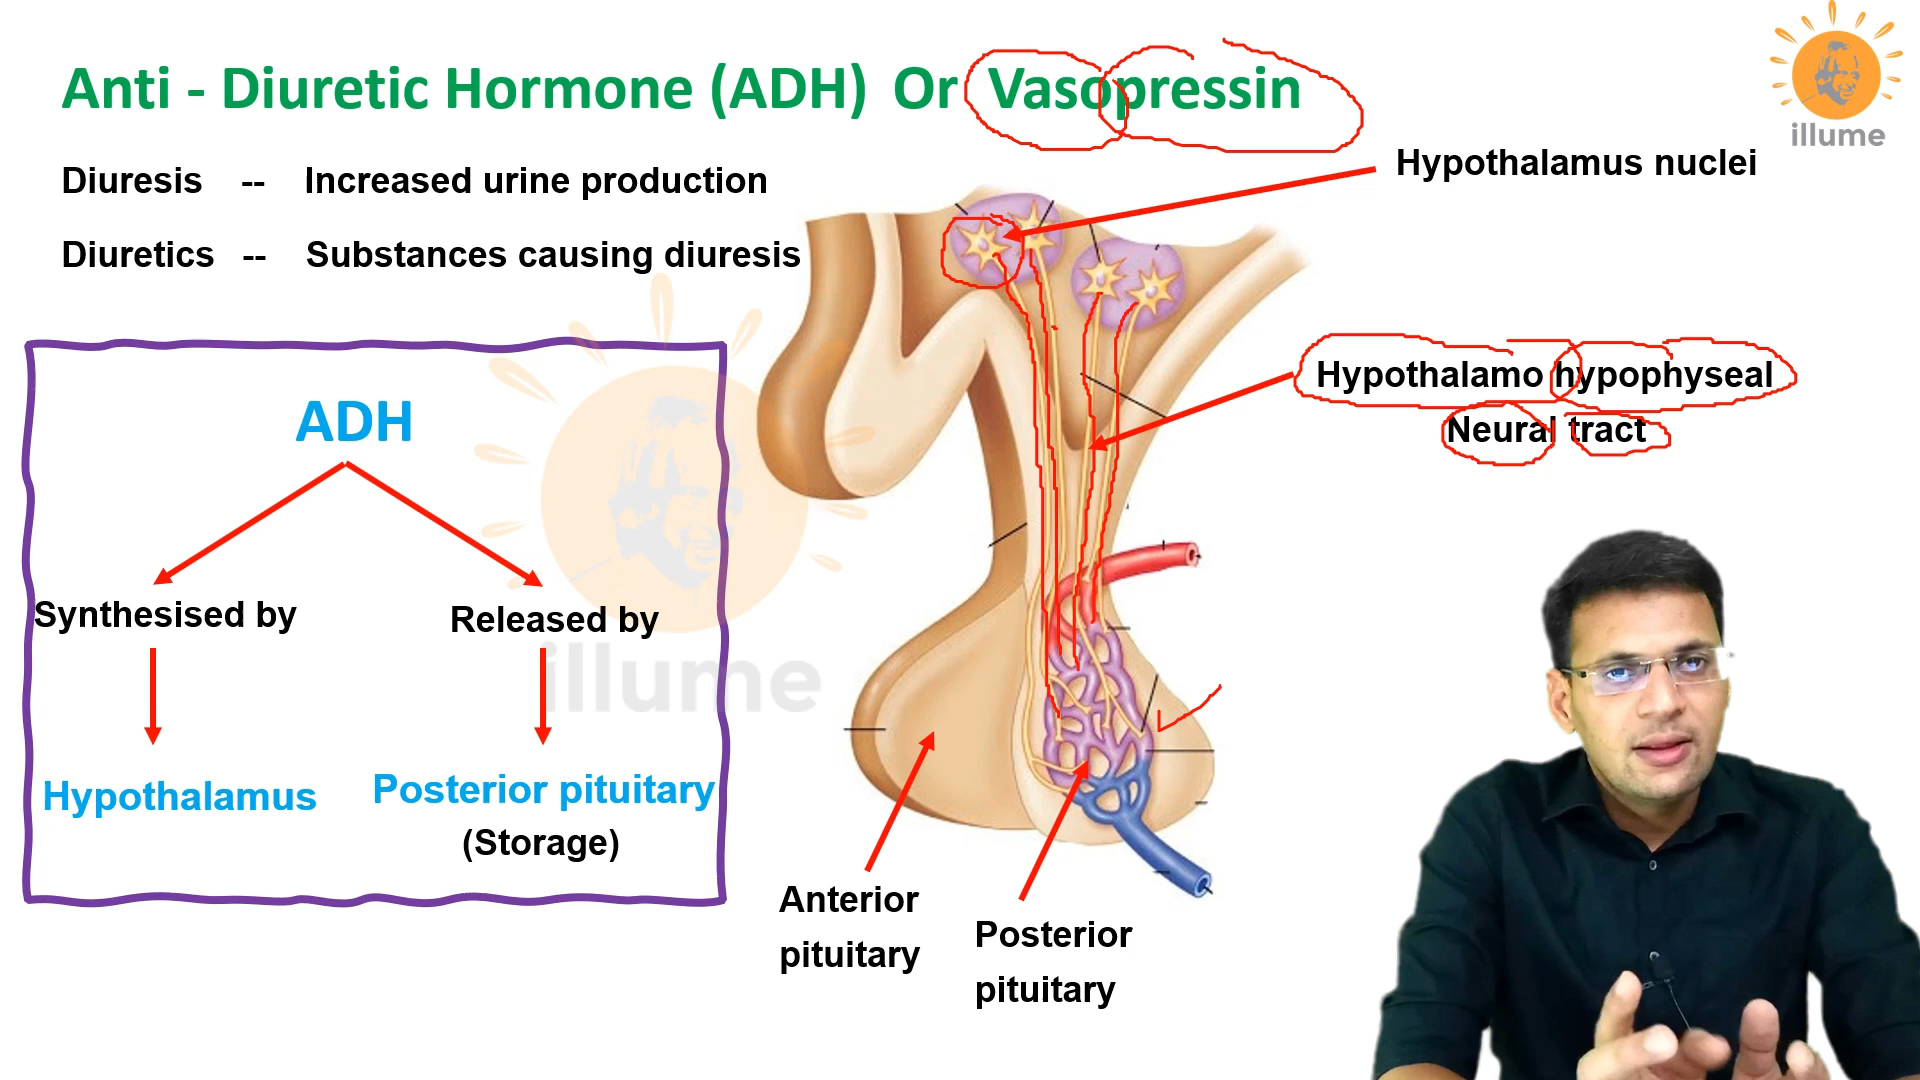 Anti - Diuretic Hormone (ADH) Or Vasopressin
illume
Diuresis -- Increased urine production
Hypothalamus nuclei
Diuretics -- Substances causing diuresis
Hypothalamo hypophyseal
Neural tract
ADH
Synthesised by
Released by
illume
Hypothalamus
Posterior pituitary
(Storage)
Anterior
pituitary
Posterior
pituitary